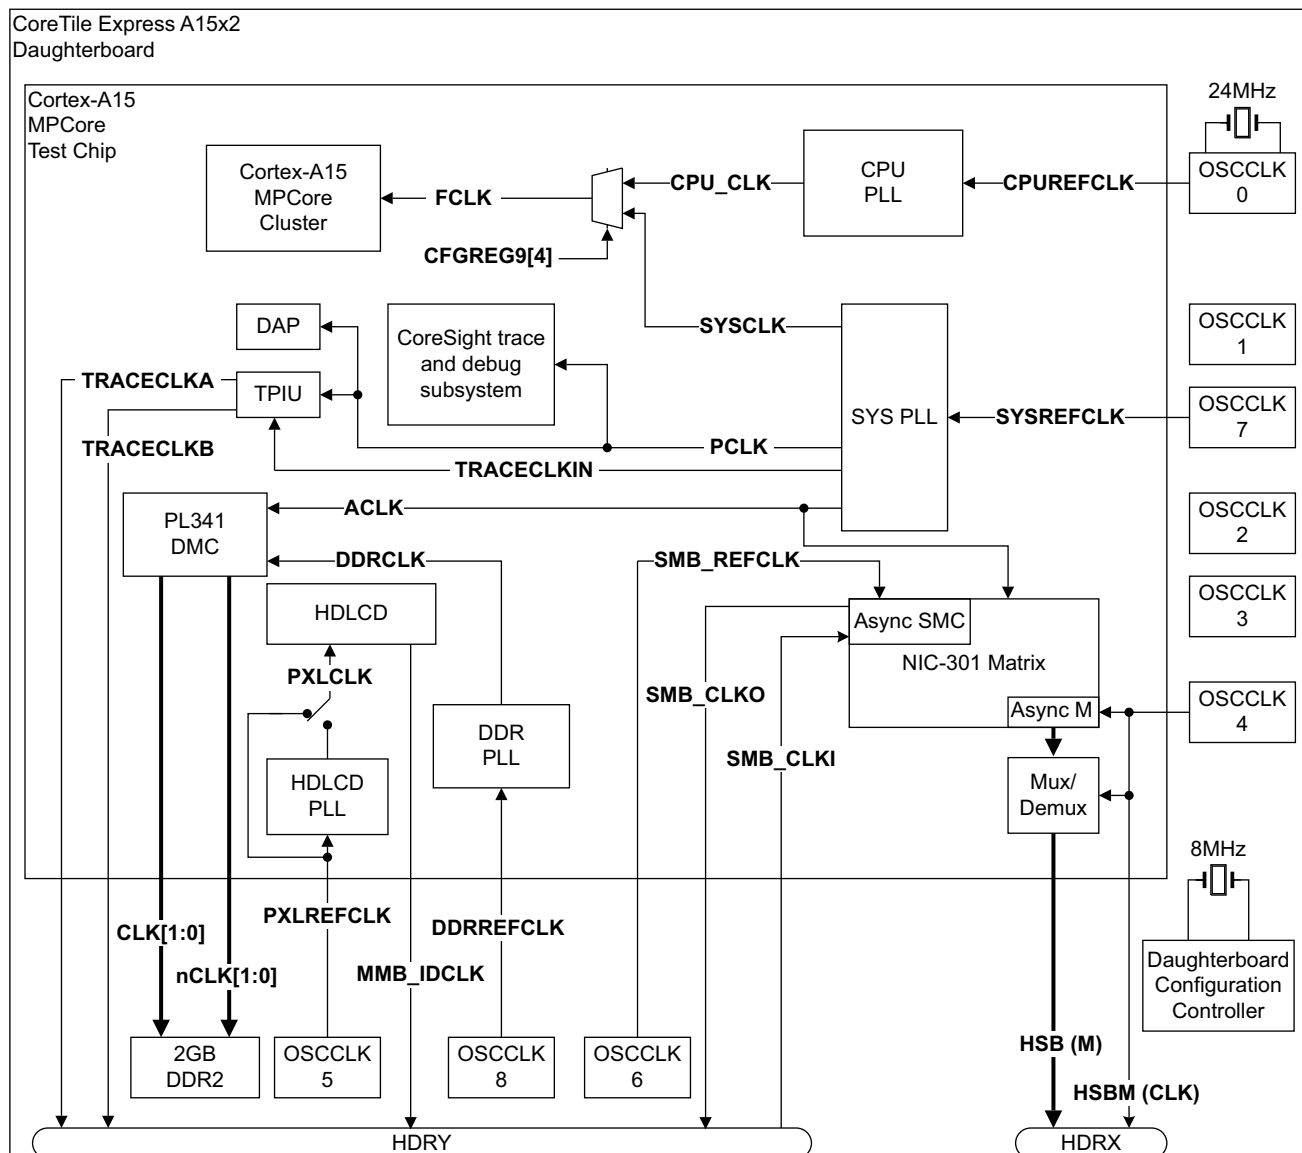 CoreTile Express A15x2
Daughterboard
Cortex-A15
MPCore
Test Chip
24MHz
Cortex-A15
MPCore
Cluster
FCLK
CPU_CLK
CPU
PLL
CPUREFCLK
OSCCLK
0
CFGREG9[4]
DAP
CoreSight trace
and debug
subsystem
SYSCLK
OSCCLK
1
TRACECLKA
TPIU
SYS PLL
SYSREFCLK
OSCCLK
7
TRACECLKB
PCLK
TRACECLKIN
ACLK
PL341
DMC
OSCCLK
2
DDRCLK
SMB_REFCLK
HDLCD
Async SMC
OSCCLK
3
NIC-301 Matrix
PXLCLK
SMB_CLKO
Async M
OSCCLK
4
DDR
PLL
SMB_CLKI
HDLCD
PLL
Mux/
Demux
8MHz
PXLREFCLK
CLK[1:0]
DDRREFCLK
nCLK[1:0]
MMB_IDCLK
Daughterboard
Configuration
Controller
2GB
DDR2
OSCCLK
5
OSCCLK
8
OSCCLK
6
HSB (M)
HSBM (CLK)
HDRY
HDRX